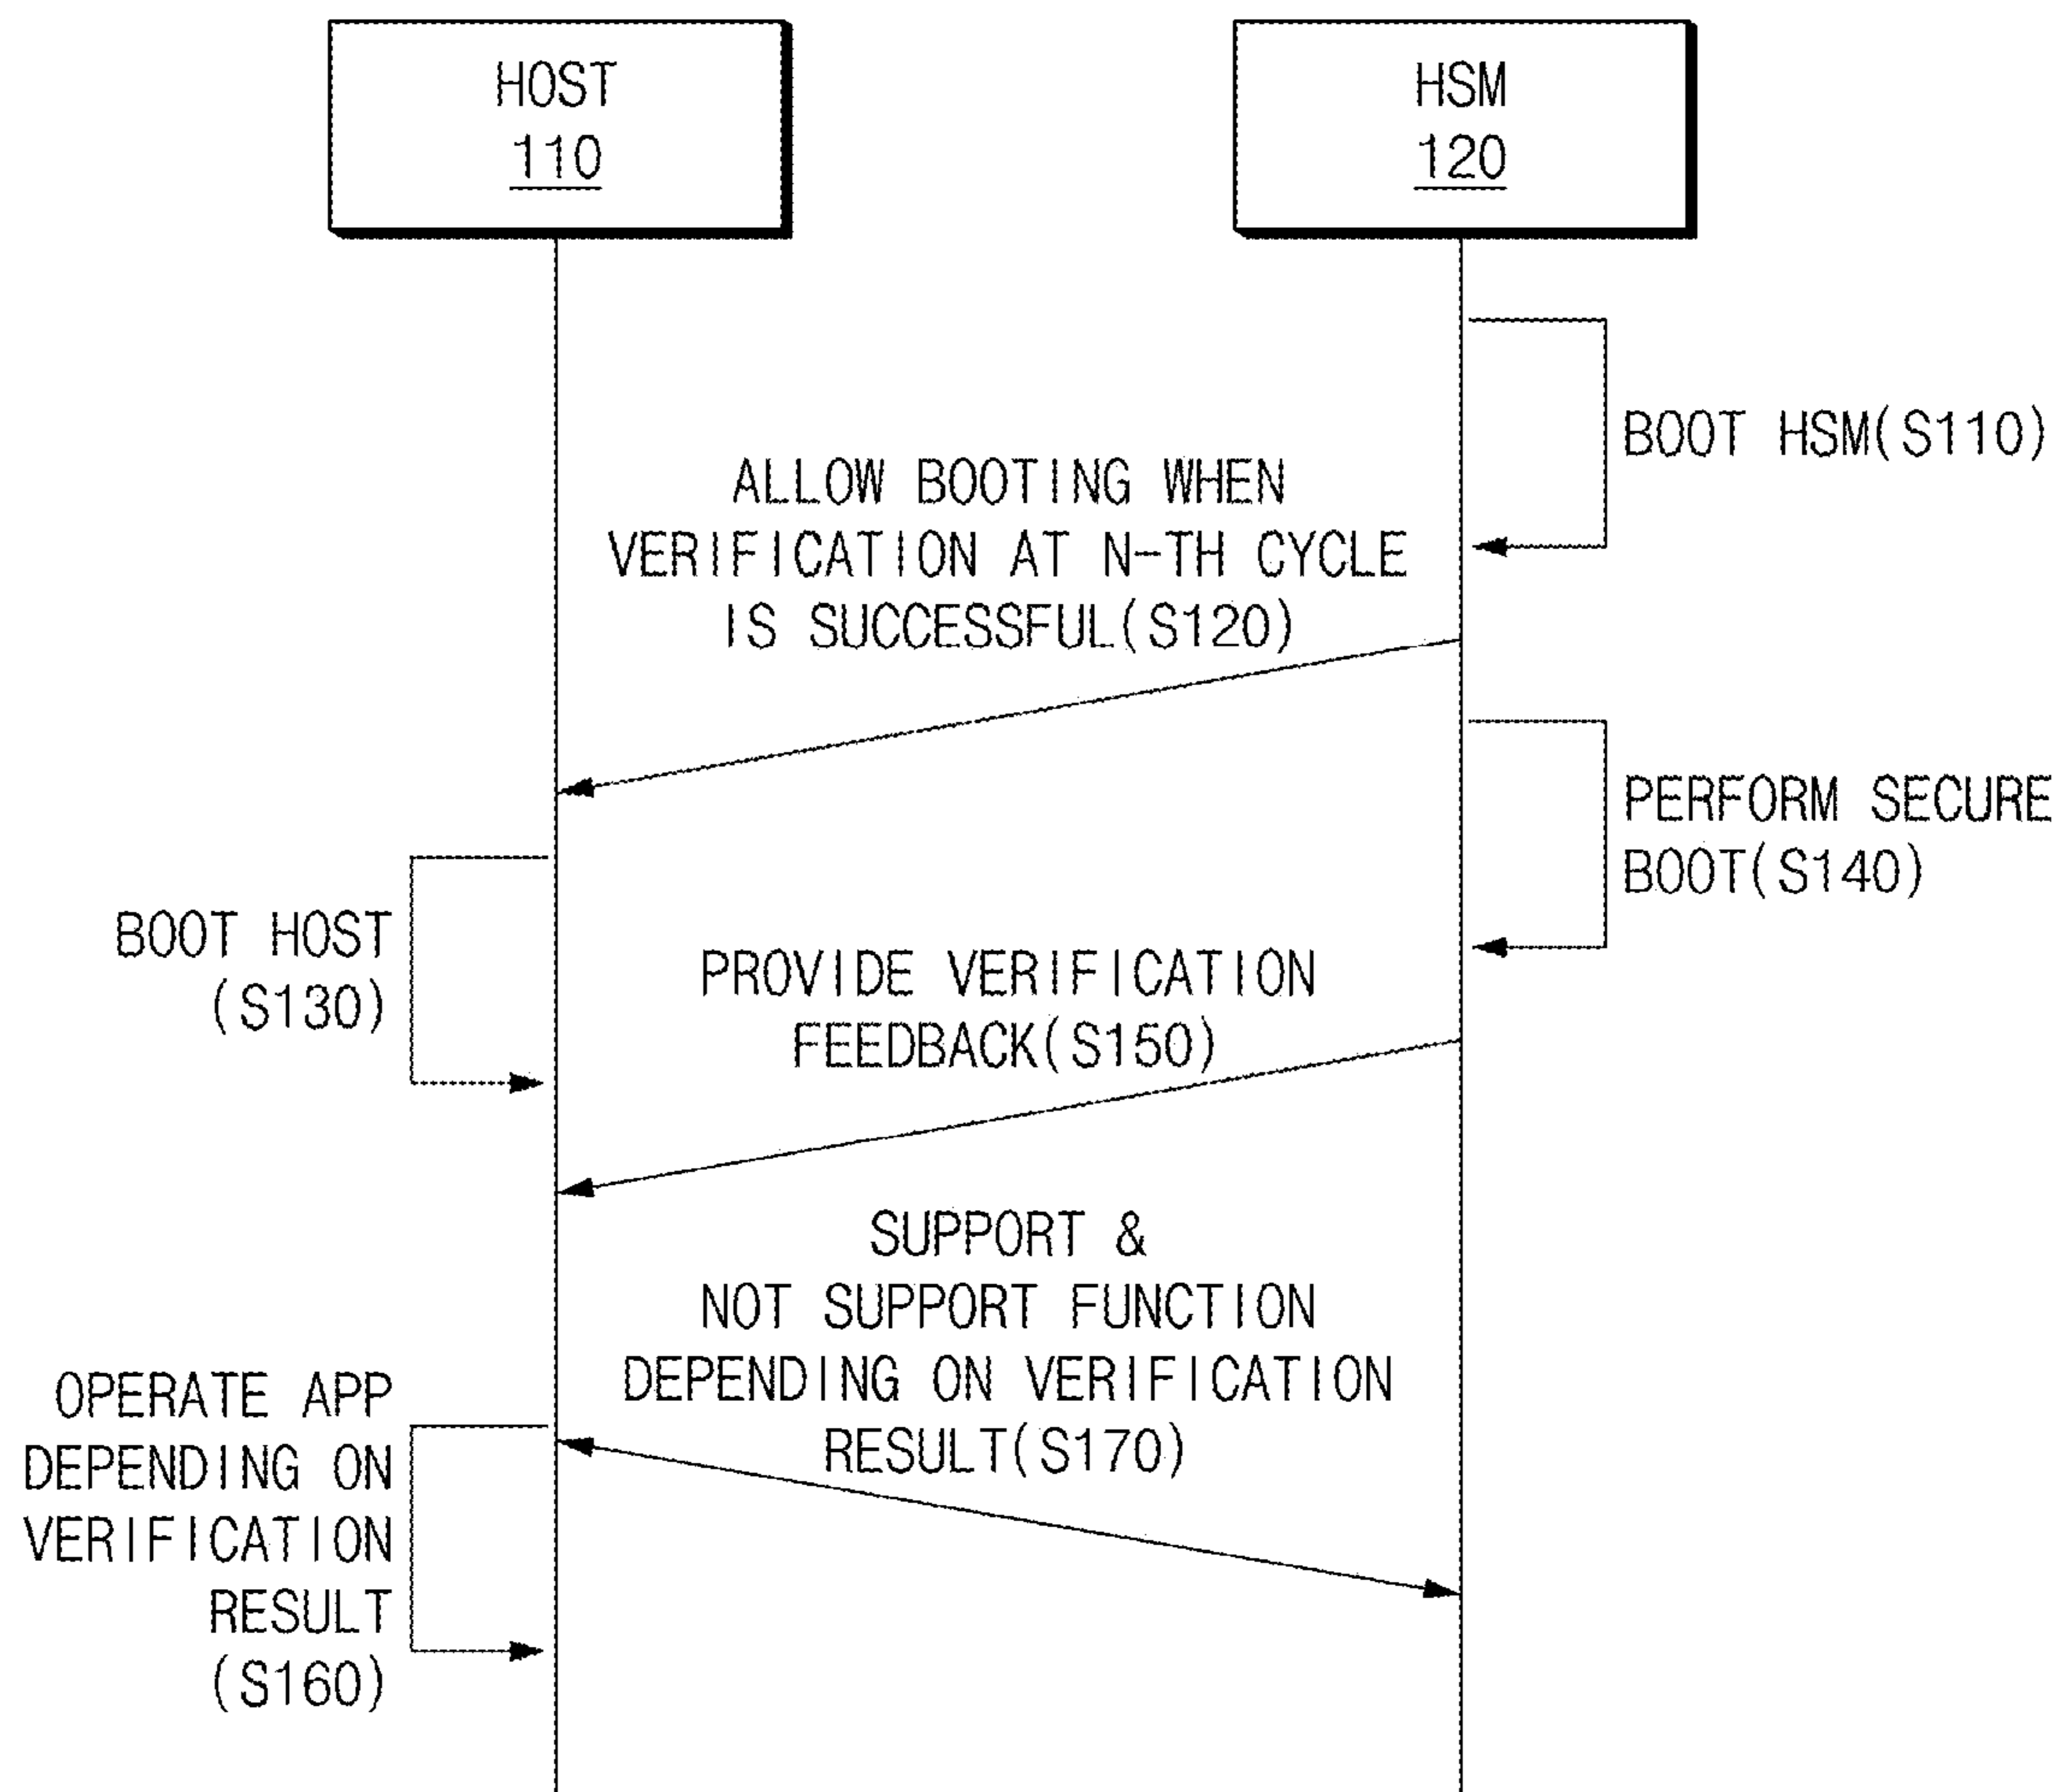 HOST
110
HSM
120
BOOT HSM(S110)
ALLOW BOOTING WHEN
VERIFICATION AT N-TH CYCLE
IS SUCCESSFUL(S120)
PERFORM SECURE
BOOT(S140)
BOOT HOST
(S130)
PROVIDE VERIFICATION
FEEDBACK(S150)
SUPPORT &
NOT SUPPORT FUNCTION
DEPENDING ON VERIFICATION
RESULT(S170)
OPERATE APP
DEPENDING ON
VERIFICATION
RESULT
(S160)